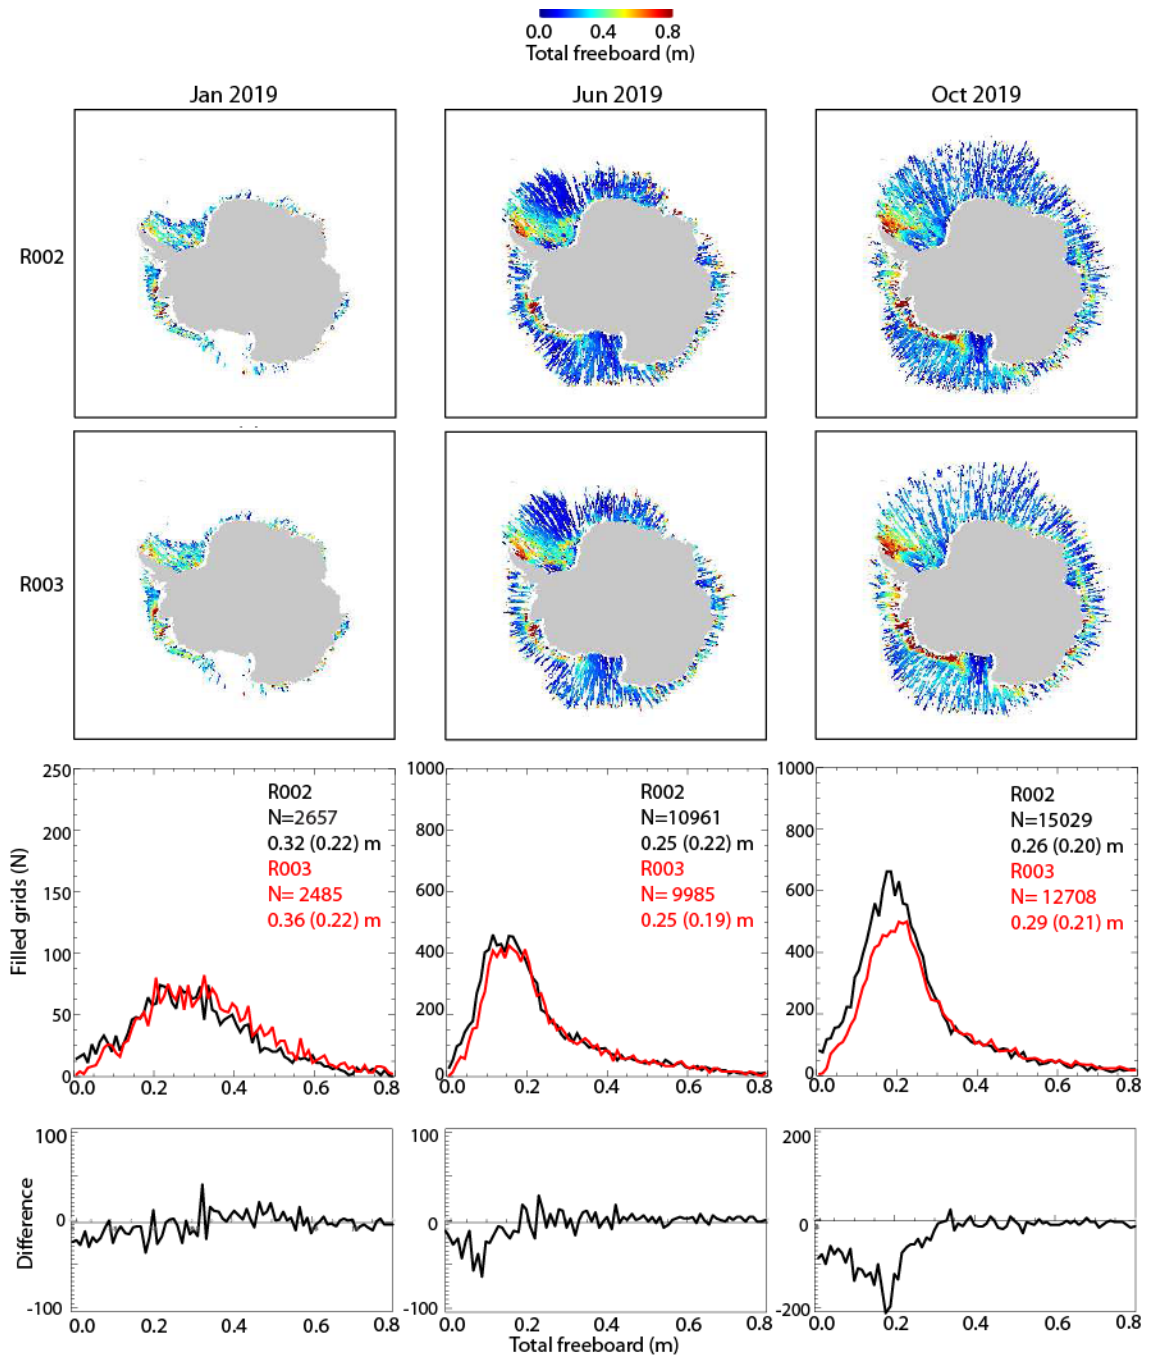 0.0 0.4 0.8
Total freeboard (m)
Jan 2019 Jun 2019 Oct 2019
R002
R003
250 200 150 100 50 0
Filled grids (N)
R002
N=2657
0.32 (0.22) m
R003
N= 2485
0.36 (0.22) m
0.0 0.2 0.4 0.6 0.8
1000 800 600 400 200 0
R002
N=10961
0.25 (0.22) m
R003
N= 9985
0.25 (0.19) m
0.0 0.2 0.4 0.6 0.8
1000 800 600 400 200 0
R002
N=15029
0.26 (0.20) m
R003
N= 12708
0.29 (0.21) m
0.0 0.2 0.4 0.6 0.8
Difference
100 0 -100
0.0 0.2 0.4 0.6 0.8
100 0 -100
0.0 0.2 0.4 0.6 0.8
200 0 -200
0.0 0.2 0.4 0.6 0.8
Total freeboard (m)